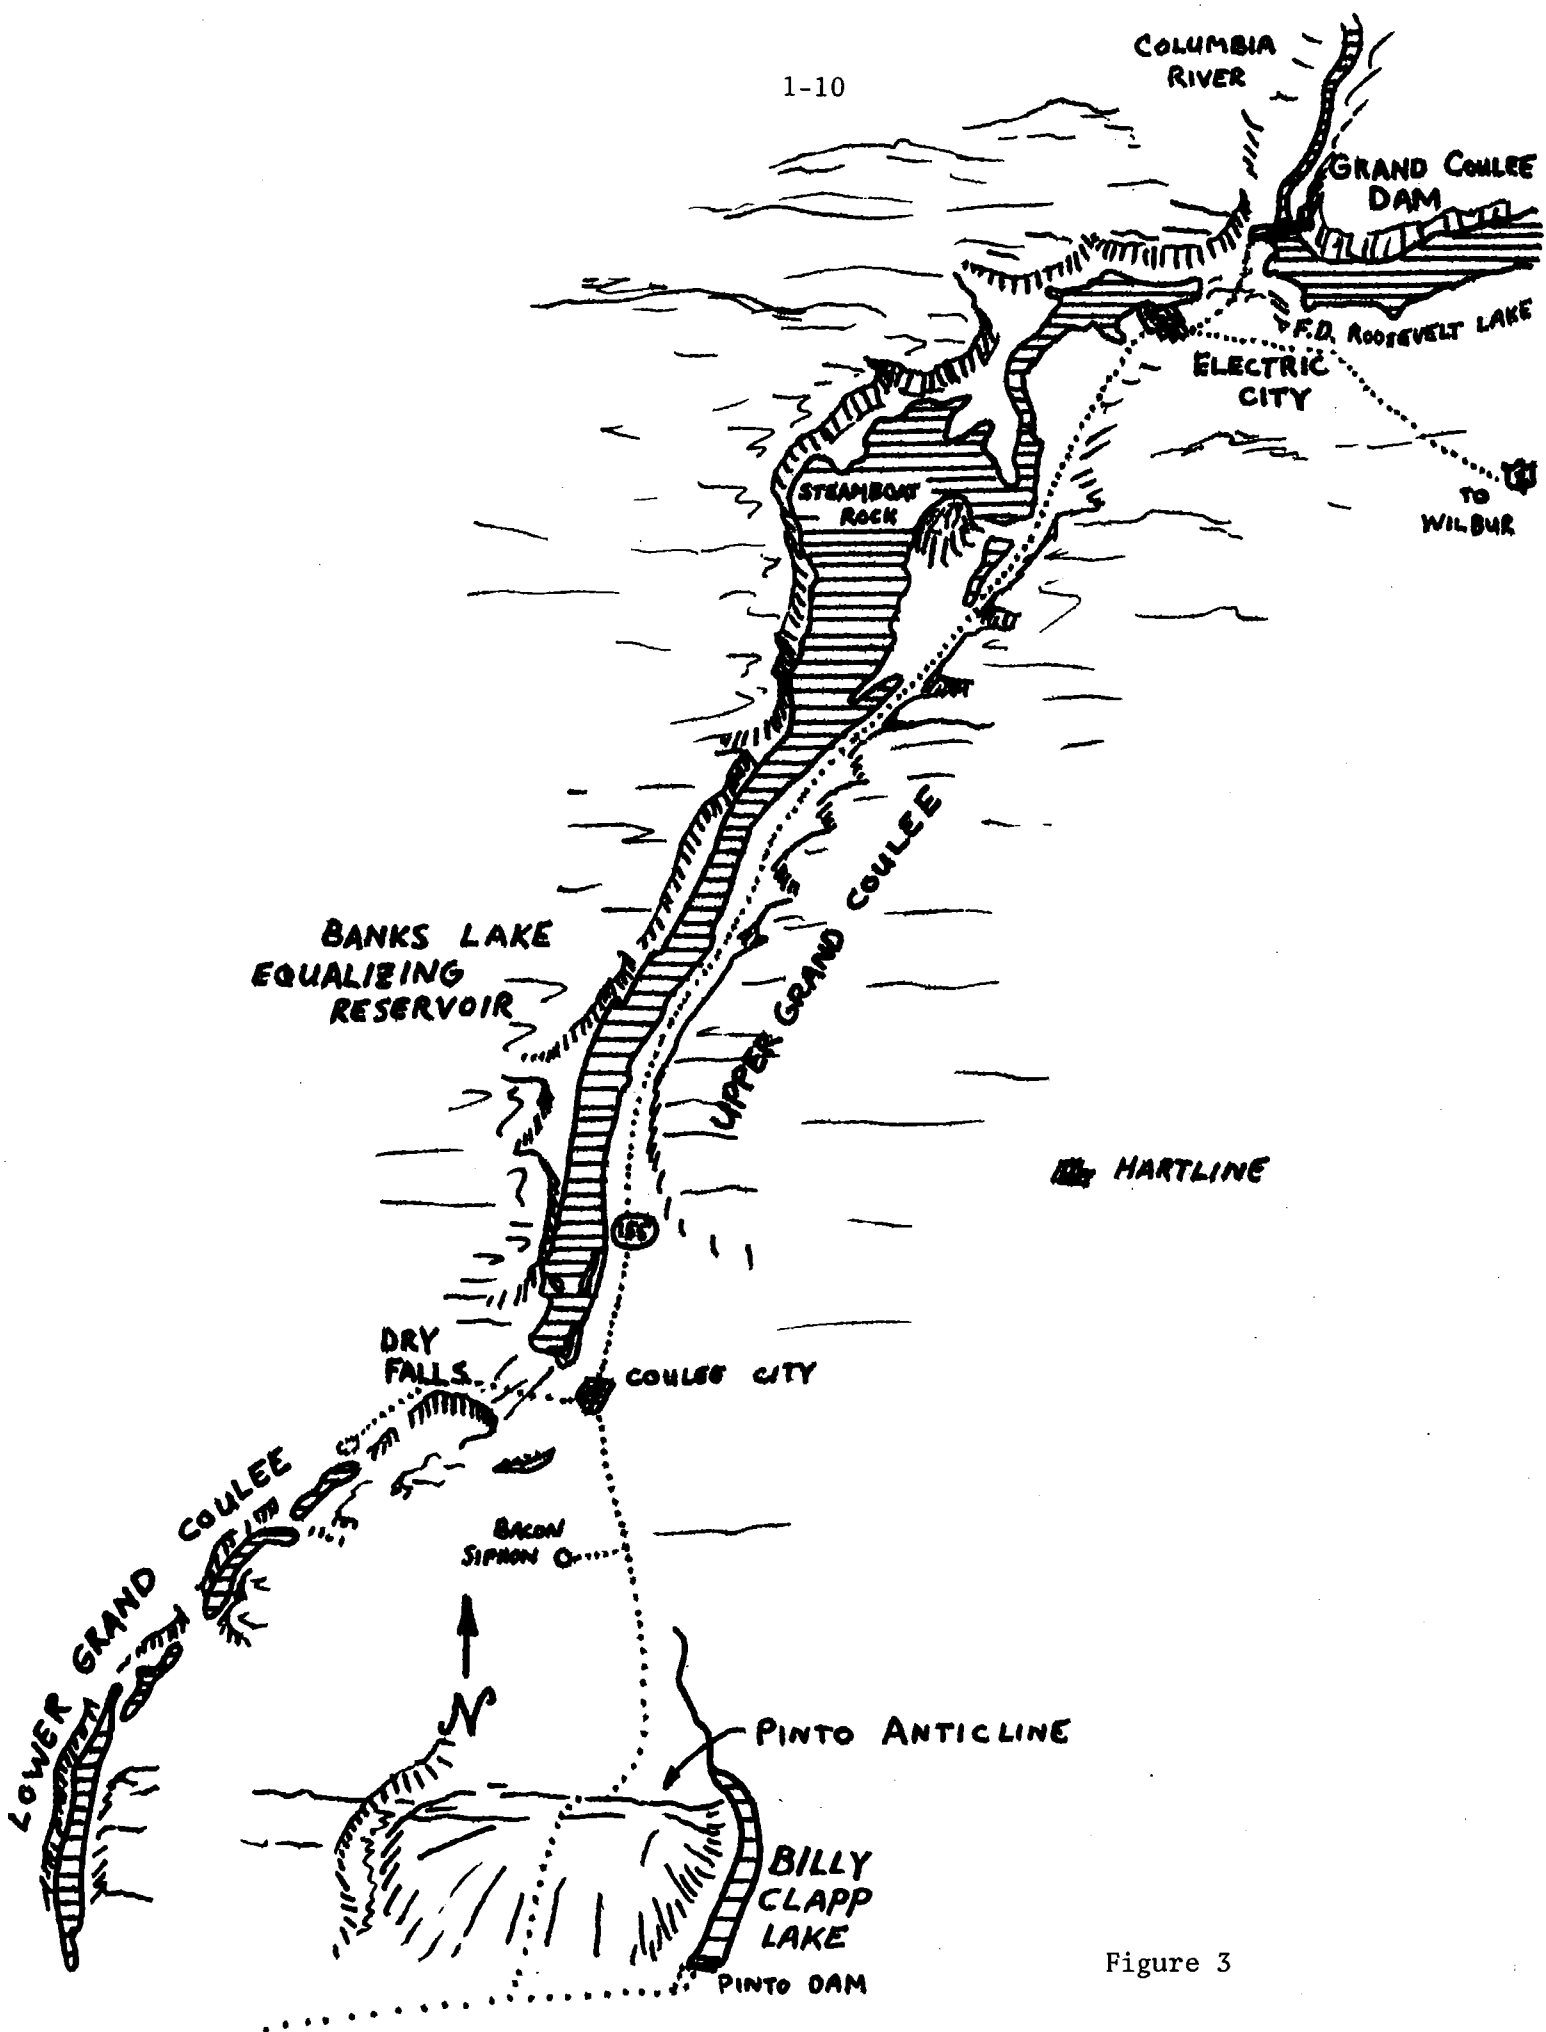 1-10
COLUMBIA
RIVER
GRAND COULEE
DAM
F.D. ROOSEVELT LAKE
ELECTRIC
CITY
TO
WILBUR
STEAMBOAT
ROCK
UPPER GRAND COULEE
BANKS LAKE
EQUALIZING
RESERVOIR
HARTLINE
155
DRY
FALLS
COULEE CITY
LOWER GRAND COULEE
BACON
SIPHON
N
PINTO ANTICLINE
BILLY
CLAPP
LAKE
PINTO DAM
Figure 3